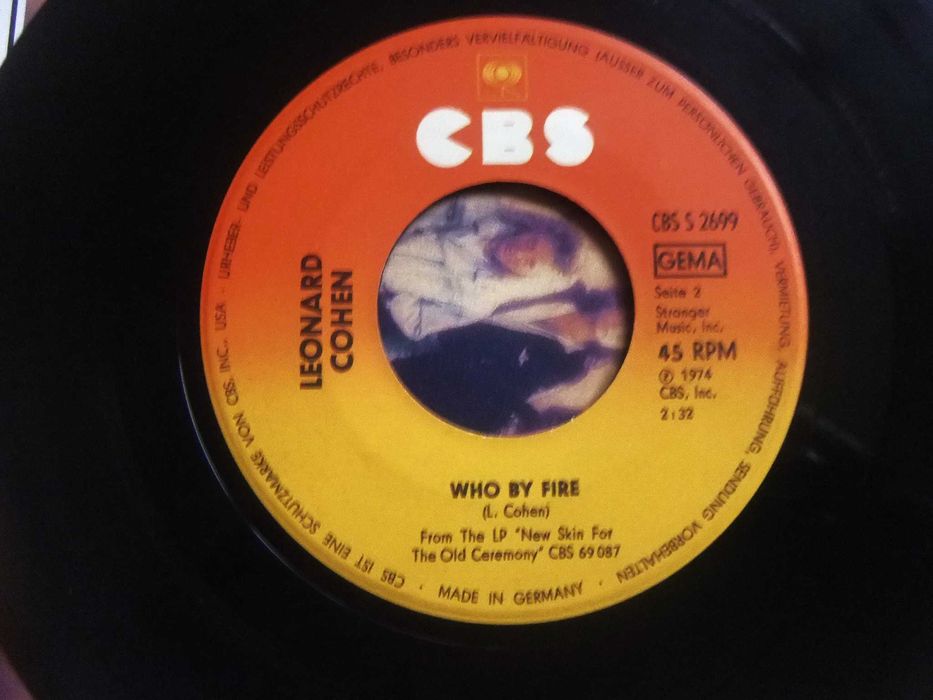 CBS
LEONARD
COHEN
CBS S 2699
GEMA
Seite 2
Stranger
Music, Inc.
45 RPM
Ⓟ 1974
CBS, Inc.
2:32
WHO BY FIRE
(L. Cohen)
From The LP "New Skin For
The Old Ceremony" CBS 69 087
· MADE IN GERMANY ·
CBS IST EINE SCHUTZMARKE VON CBS, INC., USA · URHEBER- UND LEISTUNGSSCHUTZRECHTE, BESONDERS VERVIELFÄLTIGUNG (AUSSER ZUM PERSÖNLICHEN GEBRAUCH), VERMIETUNG, AUFFÜHRUNG, SENDUNG VORBEHALTEN